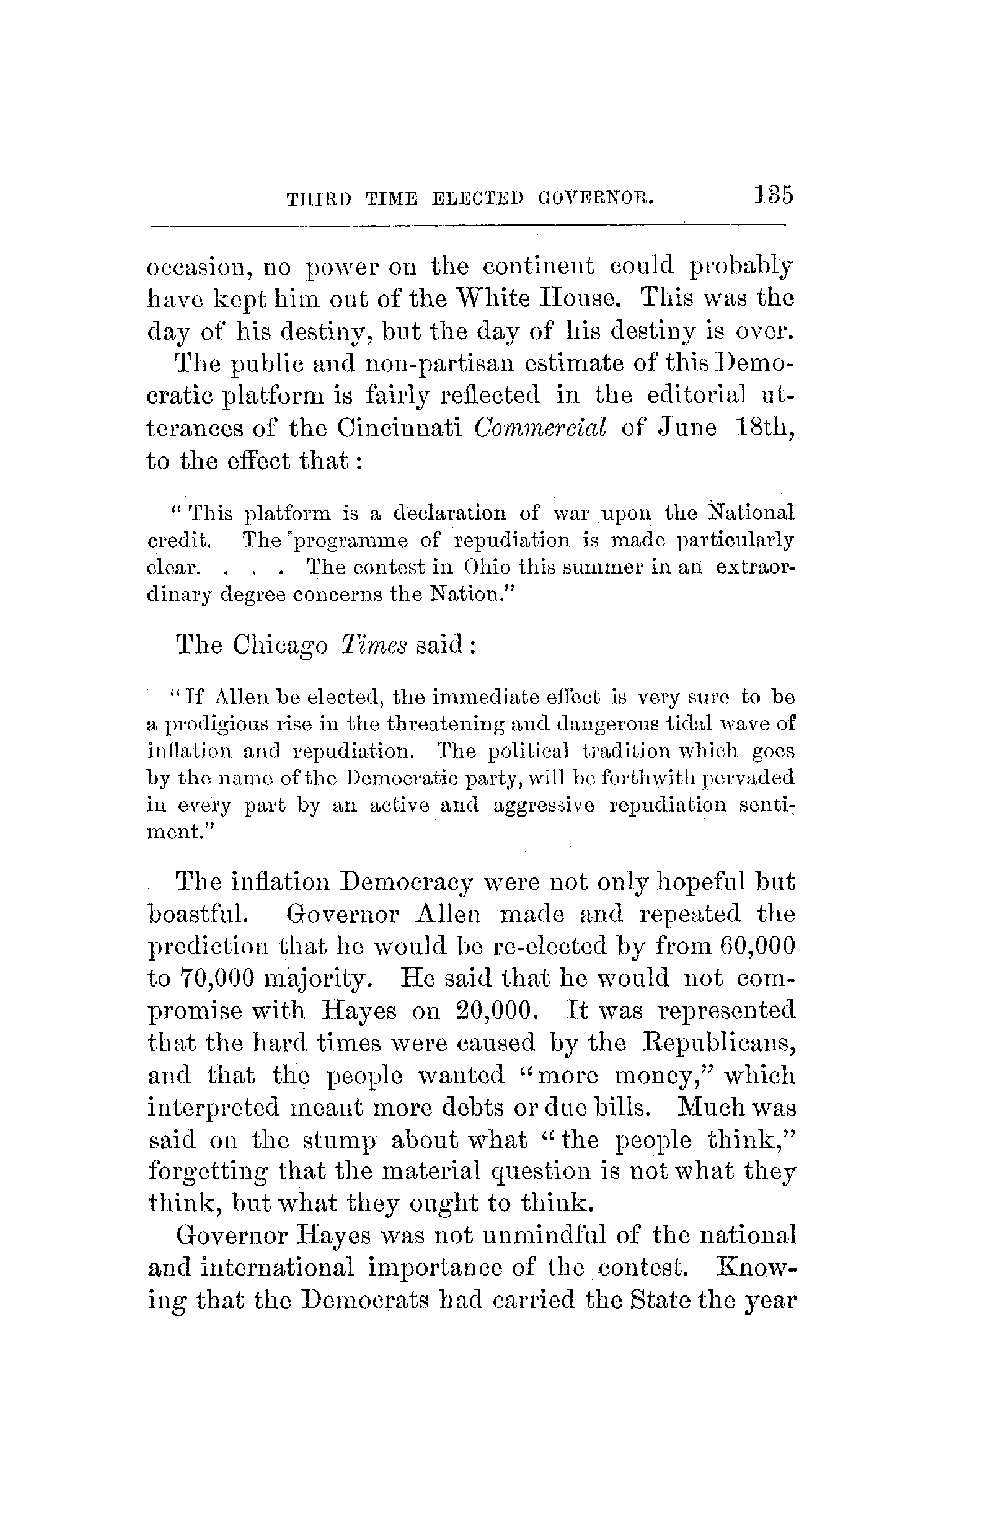 THIRD TIME ELECTED GOVERNOR. 135
occasion, no power on the continent could probably
have kept him out of the White House. This was the
day of his destiny, but the day of his destiny is over.
The public and non-partisan estimate of this Demo-
cratic platform is fairly reflected in the editorial ut-
terances of the Cincinnati Commercial of June 18th,
to the effect that :
“ This platform is a declaration of war upon the National
credit. The programme of repudiation is made particularly
clear. . . . The contest in Ohio this summer in an extraor-
dinary degree concerns the Nation.”
The Chicago Times said :
“ If Allen be elected, the immediate effect is very sure to be
a prodigious rise in the threatening and dangerous tidal wave of
inflation and repudiation. The political tradition which goes
by the name of the Democratic party, will be forthwith pervaded
in every part by an active and aggressive repudiation senti-
ment.”
The inflation Democracy were not only hopeful but
boastful. Governor Allen made and repeated the
prediction that he would be re-elected by from 60,000
to 70,000 majority. He said that he would not com-
promise with Hayes on 20,000. It was represented
that the hard times were caused by the Republicans,
and that the people wanted “ more money,” which
interpreted meant more debts or due bills. Much was
said on the stump about what “ the people think,”
forgetting that the material question is not what they
think, but what they ought to think.
Governor Hayes was not unmindful of the national
and international importance of the contest. Know-
ing that the Democrats had carried the State the year